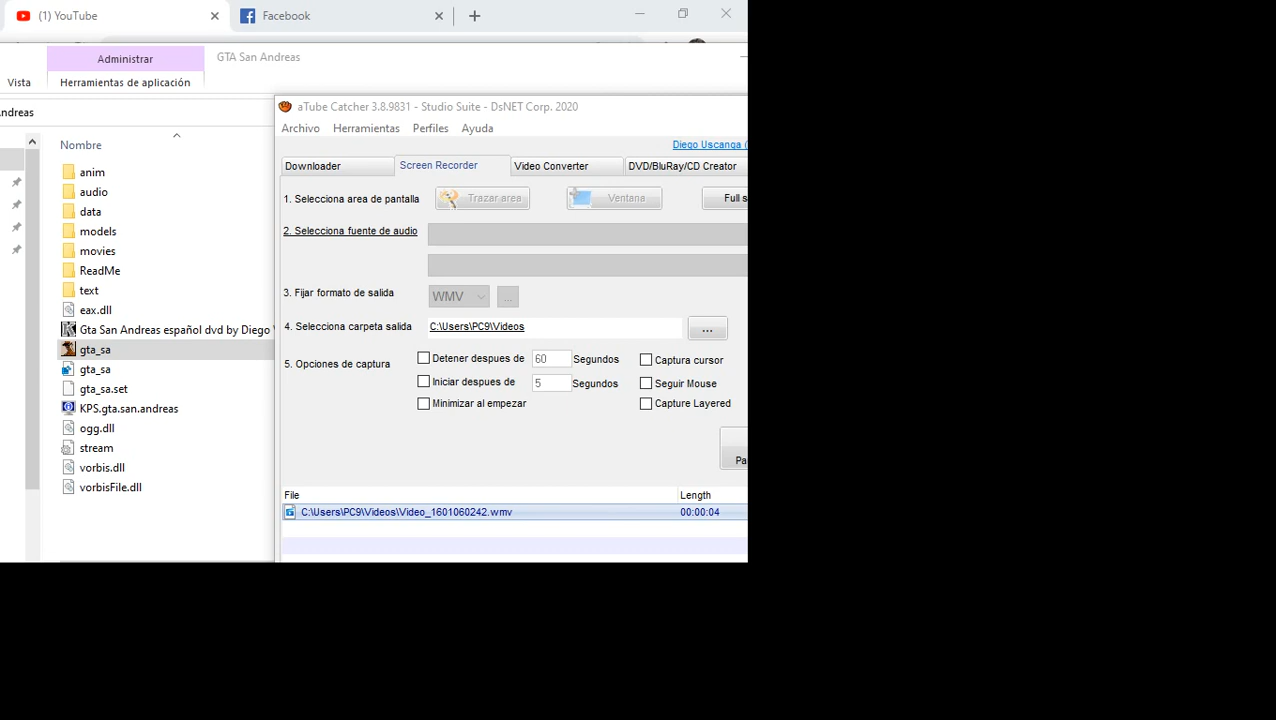 (1) YouTube
Facebook
Administrar
GTA San Andreas
Vista
Herramientas de aplicación
ndreas
Nombre
anim
audio
data
models
movies
ReadMe
text
eax.dll
Gta San Andreas español dvd by Diego
gta_sa
gta_sa
gta_sa.set
KPS.gta.san.andreas
ogg.dll
stream
vorbis.dll
vorbisFile.dll
aTube Catcher 3.8.9831 - Studio Suite - DsNET Corp. 2020
Archivo Herramientas Perfiles Ayuda
Diego Uscanga (
Downloader Screen Recorder Video Converter DVD/BluRay/CD Creator
1. Selecciona area de pantalla Trazar area Ventana Full s
2. Selecciona fuente de audio
3. Fijar formato de salida WMV ...
4. Selecciona carpeta salida C:\Users\PC9\Videos ...
5. Opciones de captura
Detener despues de 60 Segundos Captura cursor
Iniciar despues de 5 Segundos Seguir Mouse
Minimizar al empezar Capture Layered
Pa
File Length
C:\Users\PC9\Videos\Video_1601060242.wmv 00:00:04